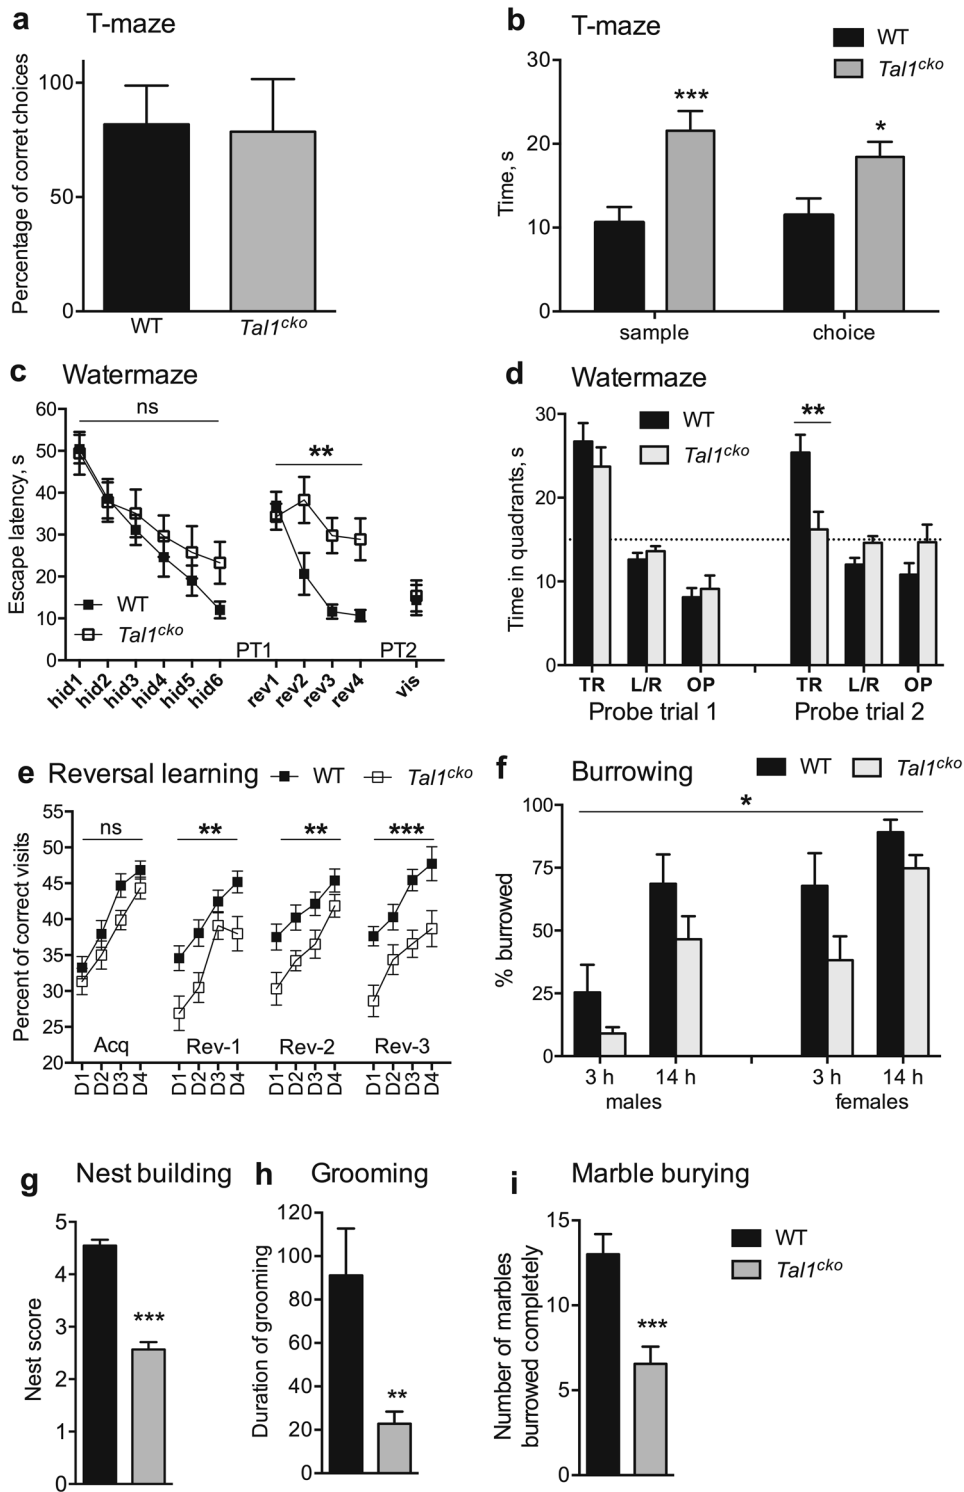 a T-maze
Percentage of corret choices
100
50
0
WT Tal1cko
b T-maze
WT
Tal1cko
Time, s
30
20
10
0
***
*
sample choice
c Watermaze
Escape latency, s
60
50
40
30
20
10
0
ns
**
WT
Tal1cko
PT1 PT2
hid1 hid2 hid3 hid4 hid5 hid6 rev1 rev2 rev3 rev4 vis
d Watermaze
WT
Tal1cko
Time in quadrants, s
30
20
10
0
**
TR L/R OP TR L/R OP
Probe trial 1 Probe trial 2
e Reversal learning WT Tal1cko
Percent of correct visits
55
50
45
40
35
30
25
20
ns ** ** ***
Acq Rev-1 Rev-2 Rev-3
D1 D2 D3 D4 D1 D2 D3 D4 D1 D2 D3 D4 D1 D2 D3 D4
f Burrowing WT Tal1cko
% burrowed
100
75
50
25
0
*
3 h 14 h 3 h 14 h
males females
g Nest building
Nest score
5
4
3
2
1
0
***
h Grooming
Duration of grooming
120
100
80
60
40
20
0
**
i Marble burying
Number of marbles
burrowed completely
15
10
5
0
***
WT
Tal1cko